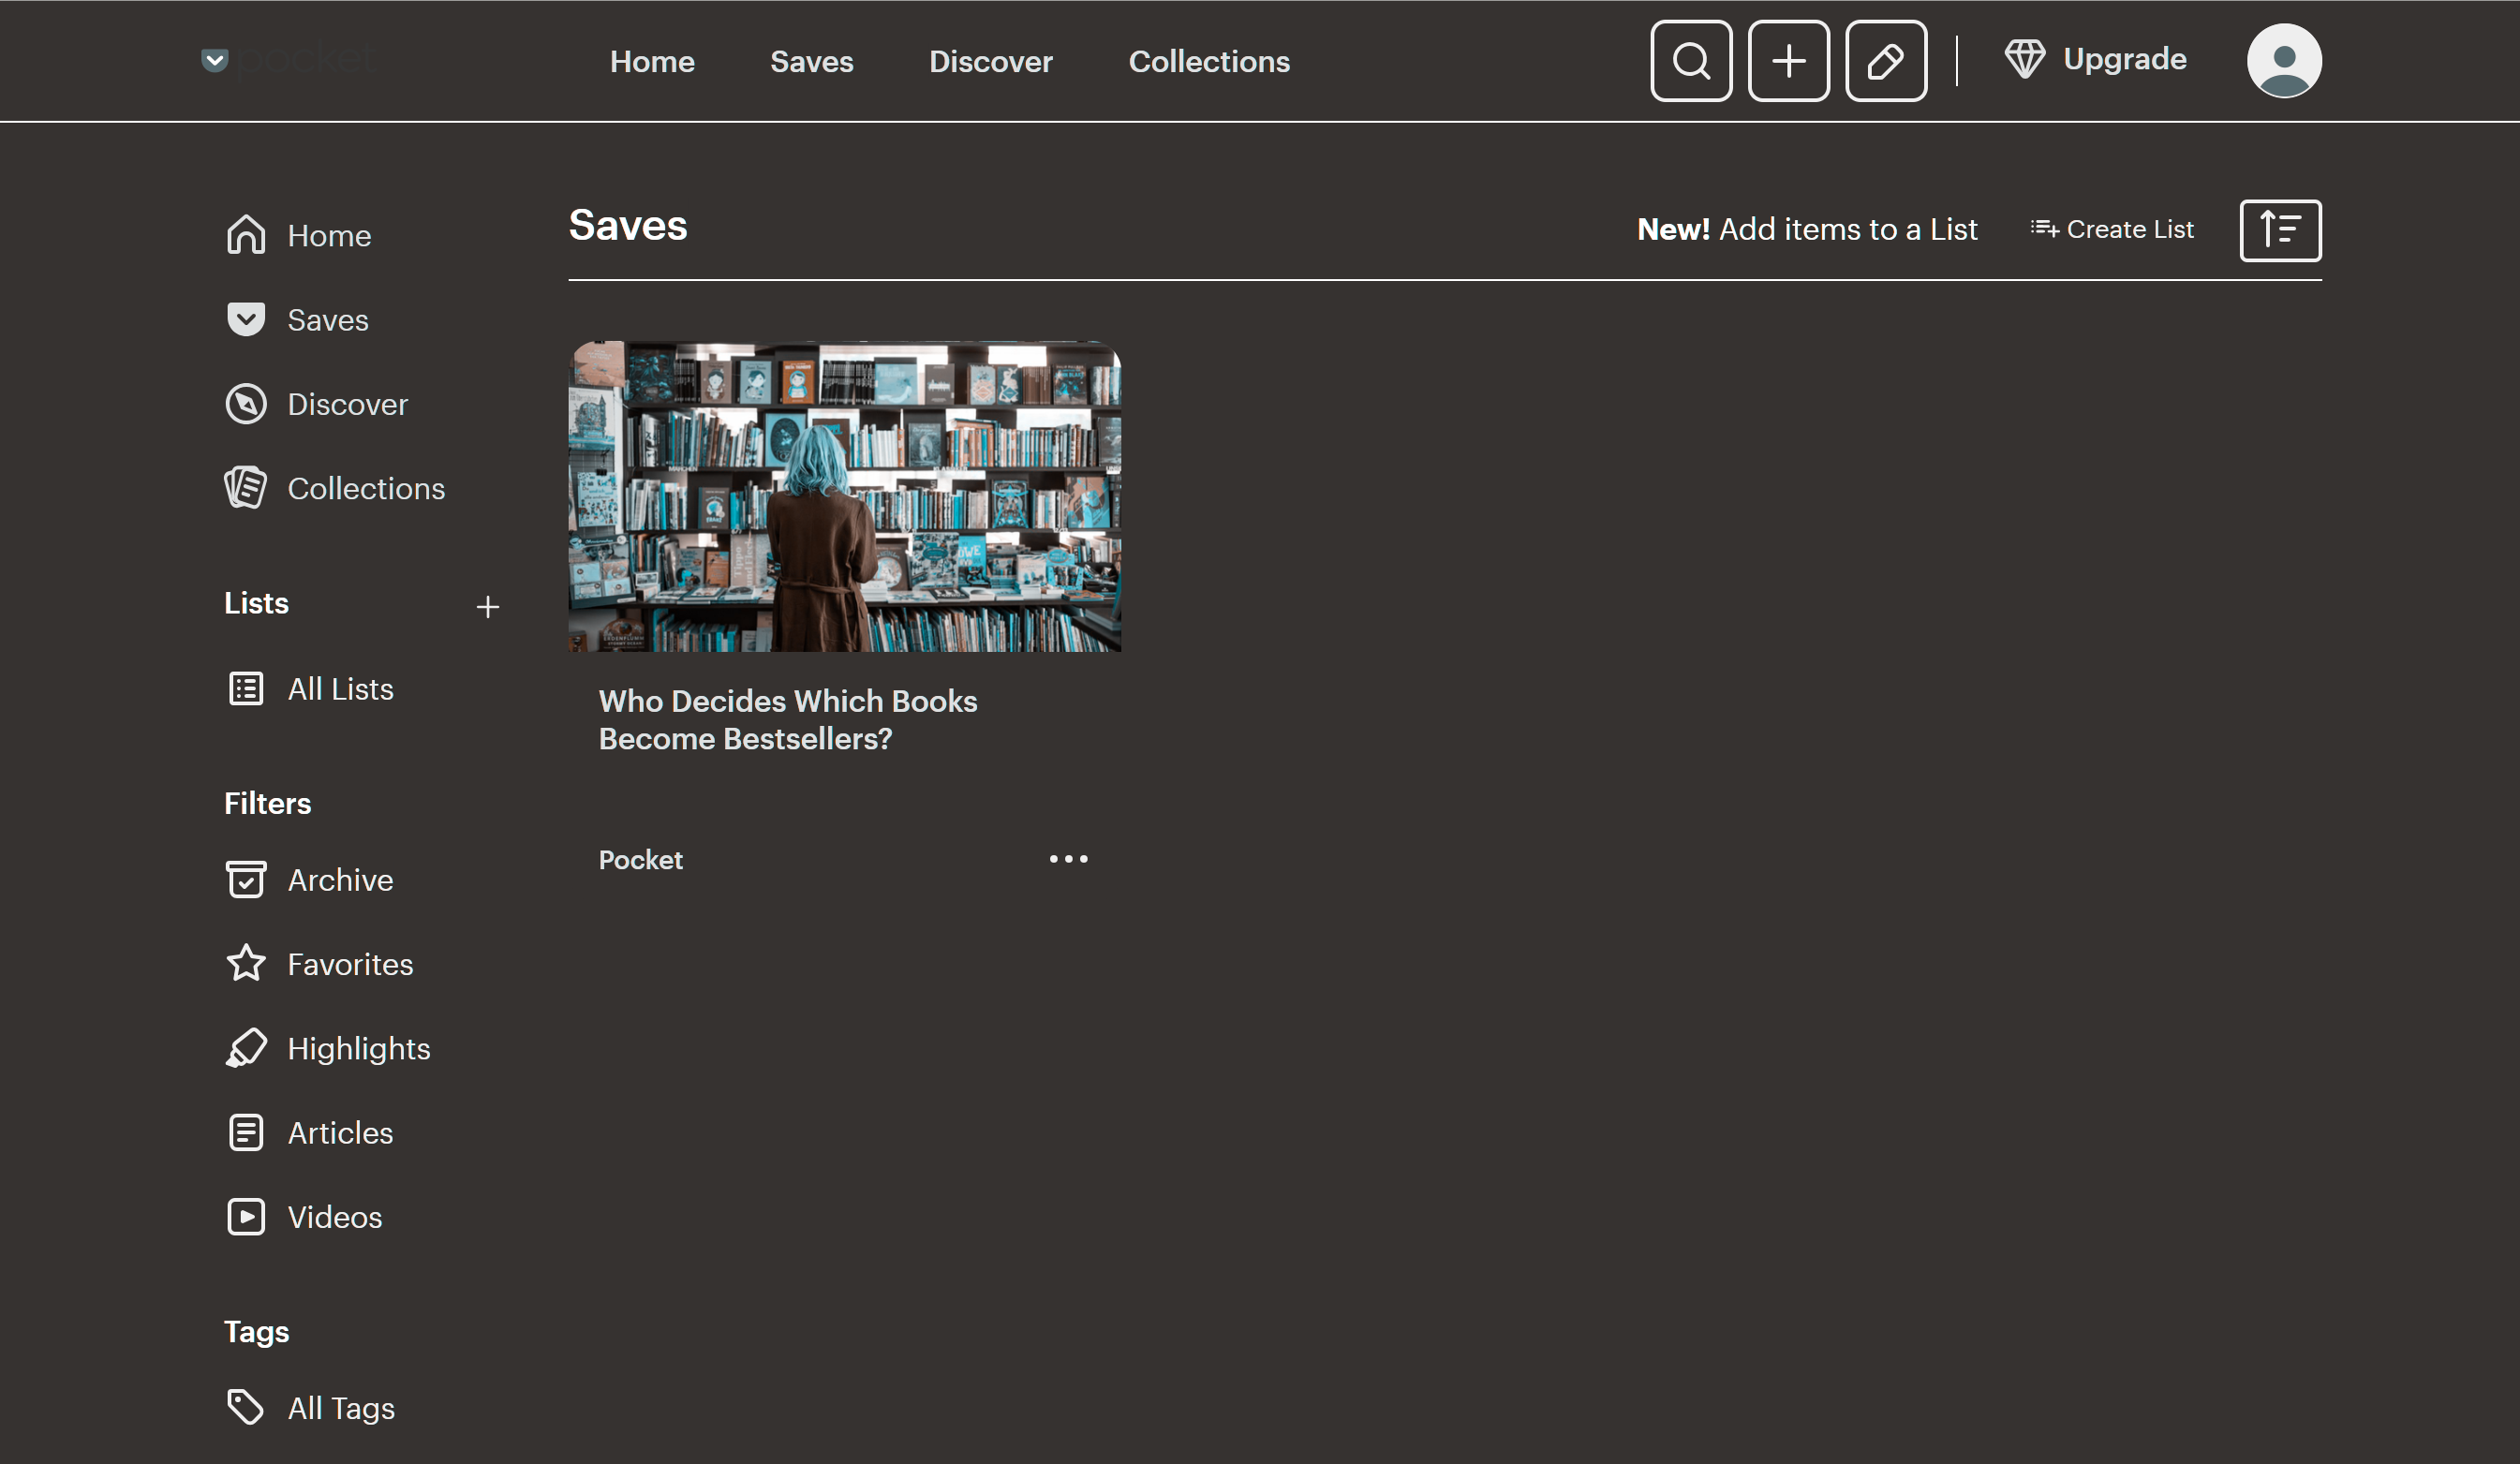 pocket
Home Saves Discover Collections
Upgrade
Home
Saves
Discover
Collections
Lists
All Lists
Filters
Archive
Favorites
Highlights
Articles
Videos
Tags
All Tags
Saves
New! Add items to a List
Create List
Who Decides Which Books
Become Bestsellers?
Pocket